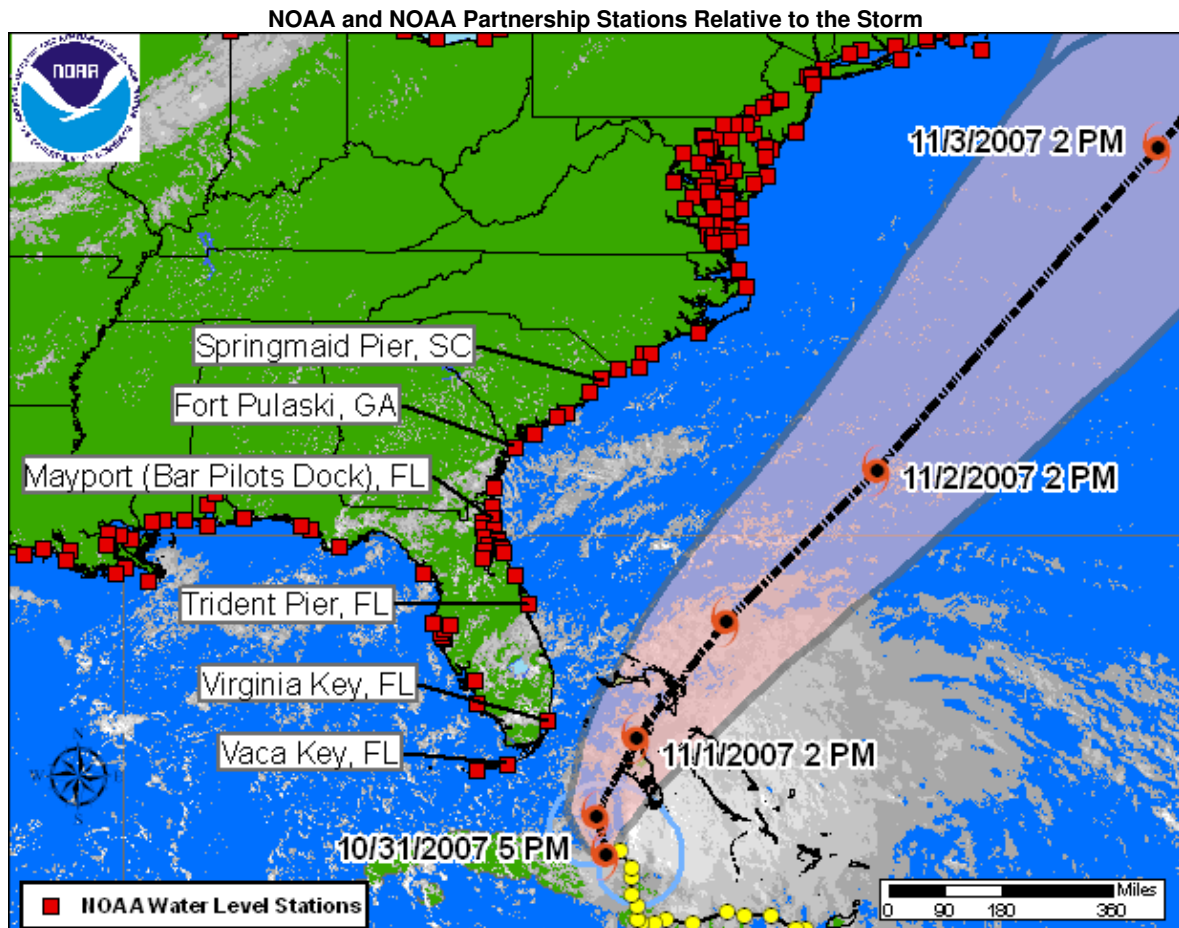 NOAA and NOAA Partnership Stations Relative to the Storm
NOAA
11/3/2007 2 PM
Springmaid Pier, SC
Fort Pulaski, GA
Mayport (Bar Pilots Dock), FL
11/2/2007 2 PM
Trident Pier, FL
Virginia Key, FL
Vaca Key, FL
11/1/2007 2 PM
N
W E
S
10/31/2007 5 PM
NOAA Water Level Stations
Miles
0 90 180 360